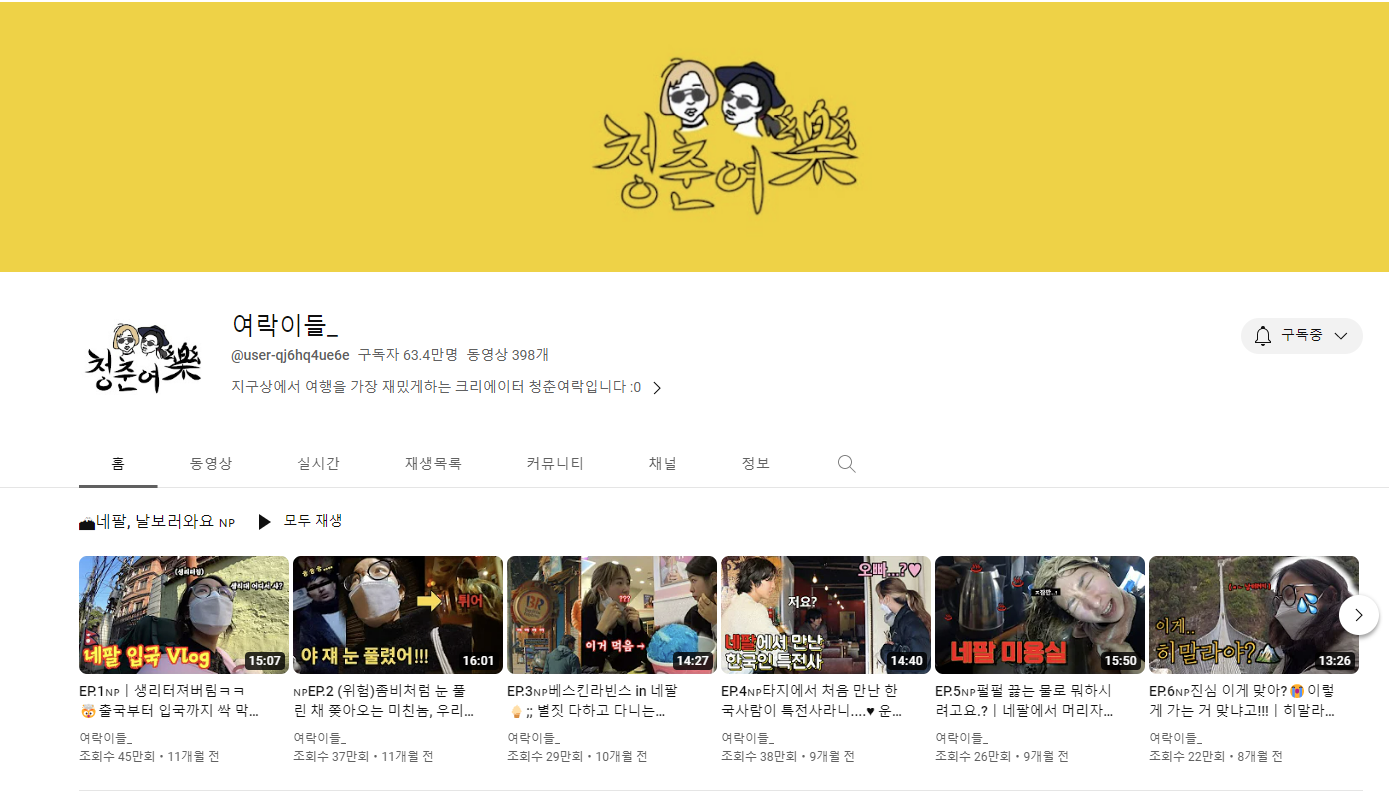 청춘여樂
여락이들_
청춘여樂
@user-qj6hq4ue6e 구독자 63.4만명 동영상 398개
지구상에서 여행을 가장 재밌게하는 크리에이터 청춘여락입니다 :0
구독중
홈 동영상 실시간 재생목록 커뮤니티 채널 정보
네팔, 날보러와요 NP 모두 재생
(생리터짐)
생리대 어디서 사?
네팔 입국 Vlog
15:07
튀어
야 쟤 눈 풀렸어!!!
16:01
BR
???
이거 먹음→
14:27
오빠...?♥
저요?
네팔에서 만난
한국인 특전사
14:40
네팔 미용실
15:50
이게..
히말라야?
13:26
EP.1NP｜생리터져버림ㅋㅋ
🤯출국부터 입국까지 싹 막...
여락이들_
조회수 45만회 • 11개월 전
NPEP.2 (위험)좀비처럼 눈 풀
린 채 쫒아오는 미친놈, 우리...
여락이들_
조회수 37만회 • 11개월 전
EP.3NP베스킨라빈스 in 네팔
🍦;; 별짓 다하고 다니는...
여락이들_
조회수 29만회 • 10개월 전
EP.4NP타지에서 처음 만난 한
국사람이 특전사라니....♥ 운...
여락이들_
조회수 38만회 • 9개월 전
EP.5NP펄펄 끓는 물로 뭐하시
려고요.?｜네팔에서 머리자...
여락이들_
조회수 26만회 • 9개월 전
EP.6NP진심 이게 맞아?😭이렇
게 가는 거 맞냐고!!!｜히말라...
여락이들_
조회수 22만회 • 8개월 전